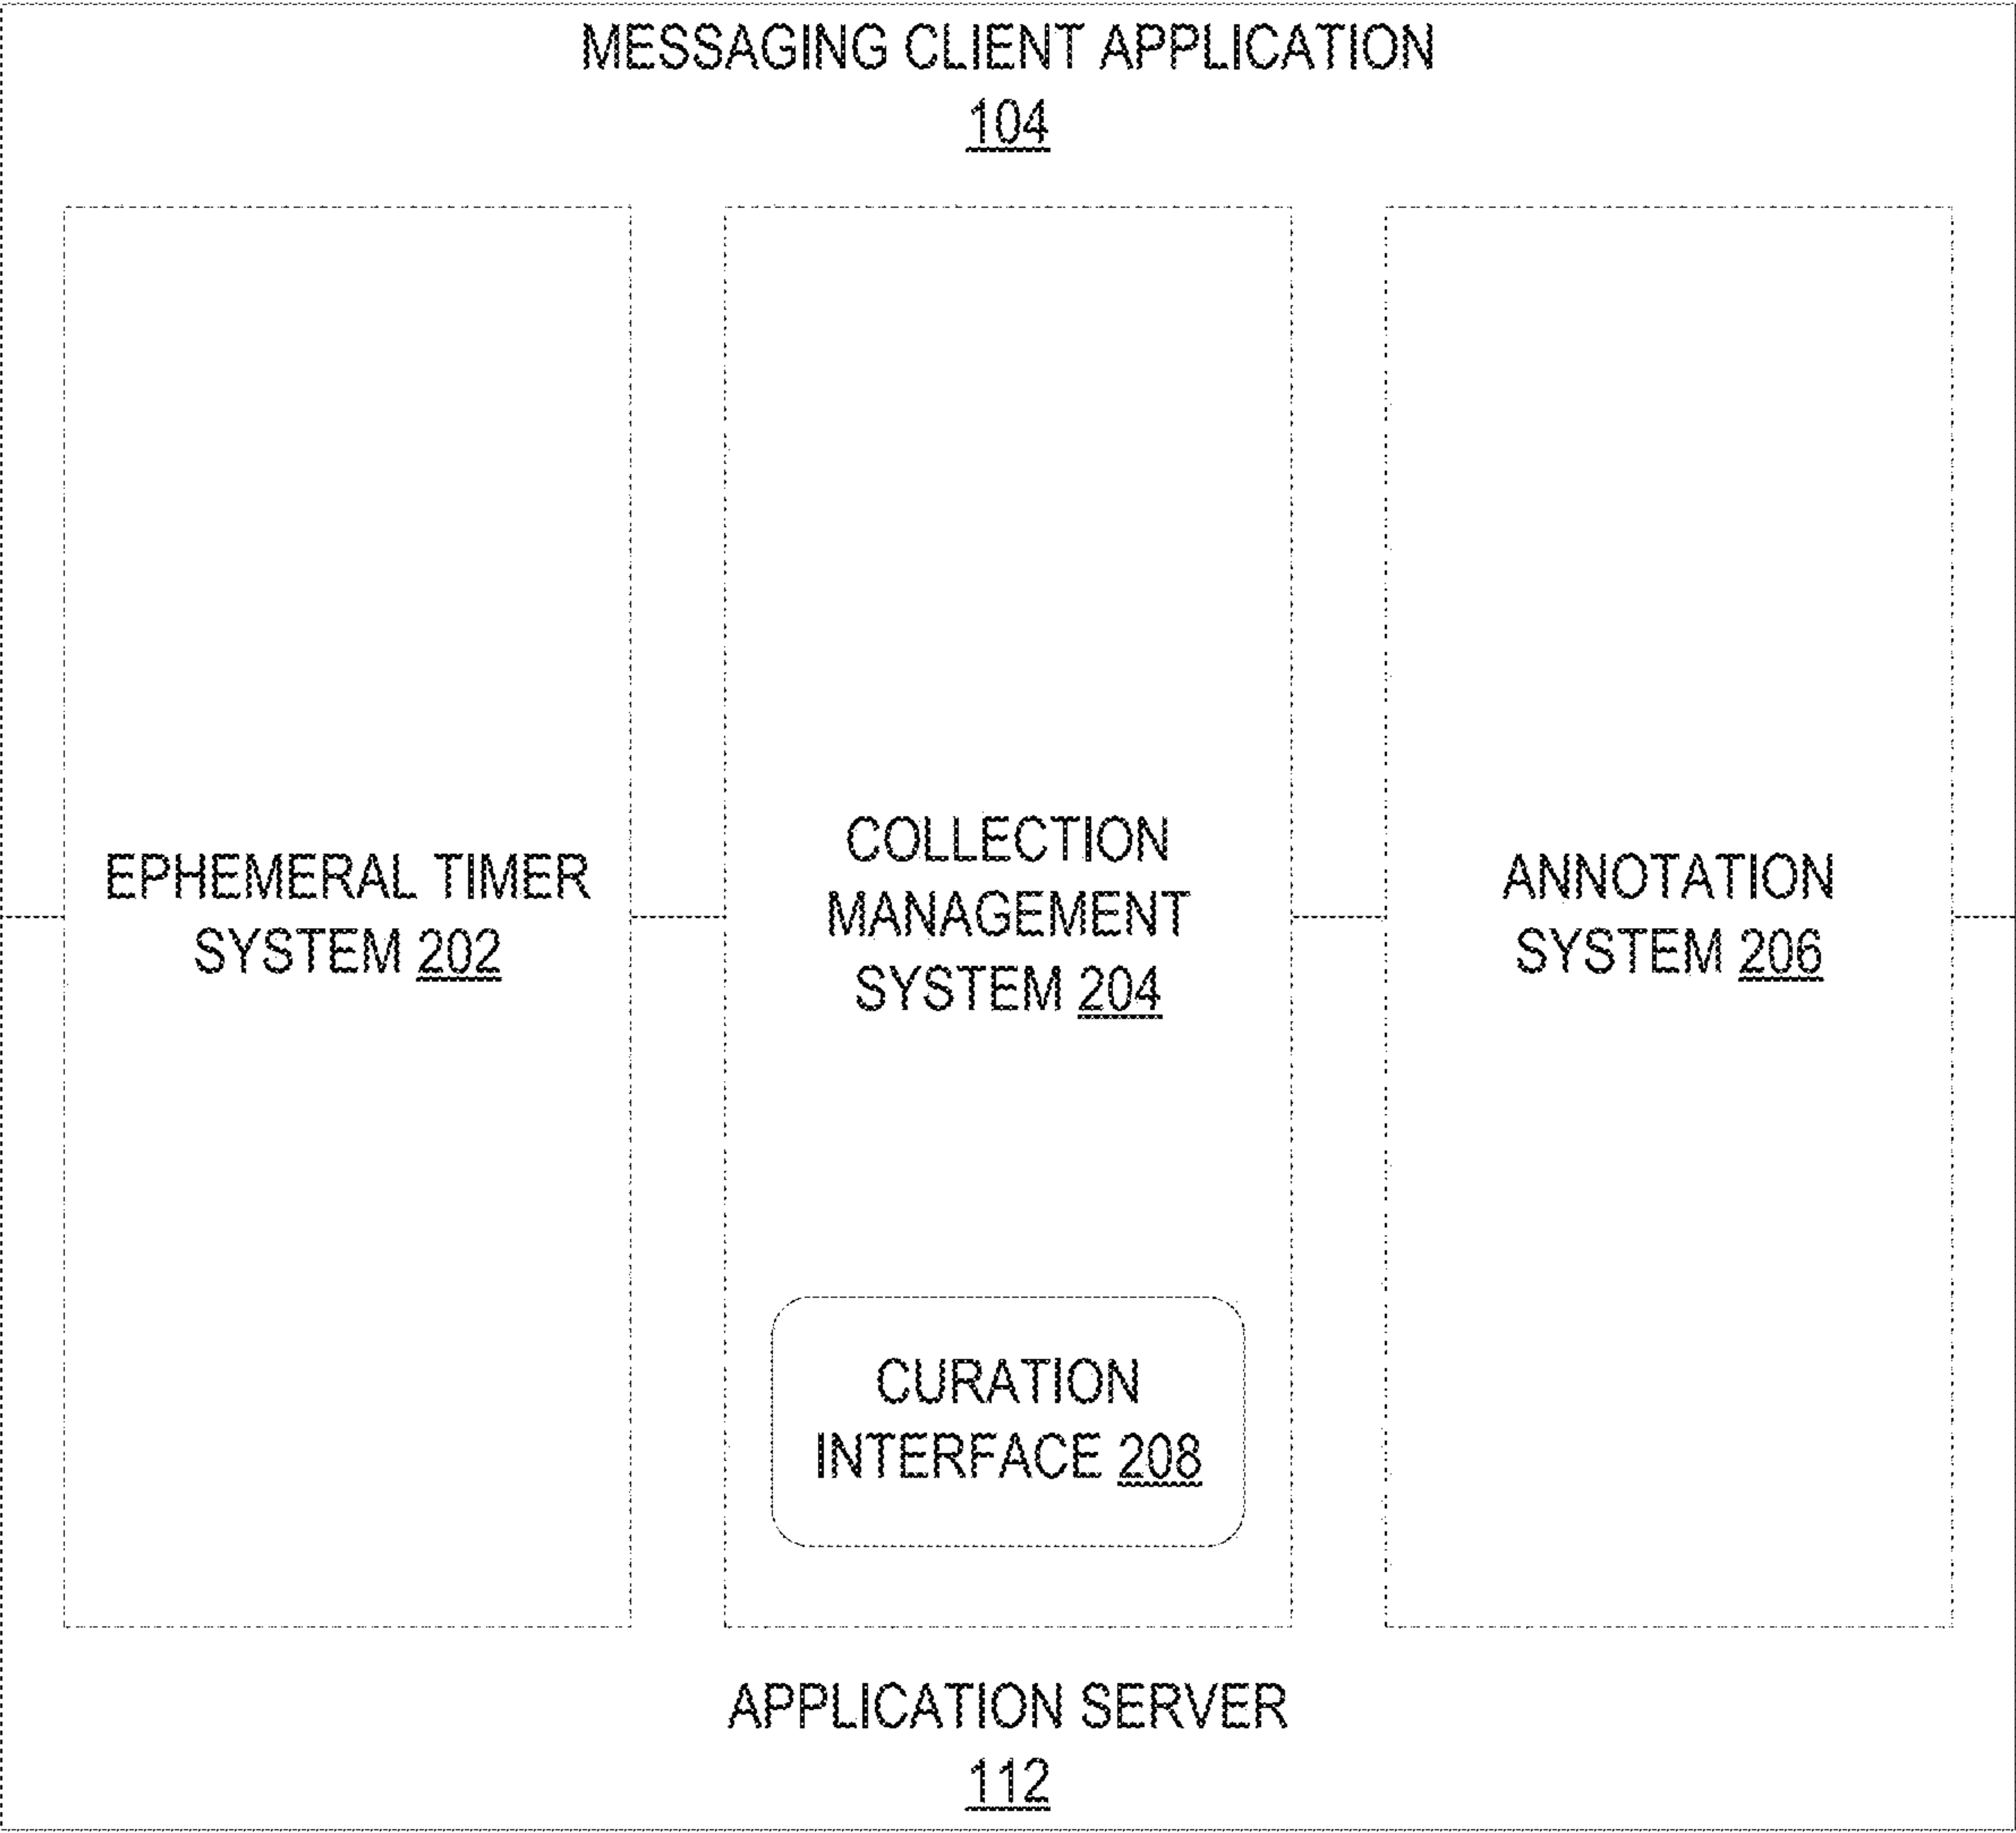 MESSAGING CLIENT APPLICATION
104
EPHEMERAL TIMER
SYSTEM 202
COLLECTION
MANAGEMENT
SYSTEM 204
ANNOTATION
SYSTEM 206
CURATION
INTERFACE 208
APPLICATION SERVER
112